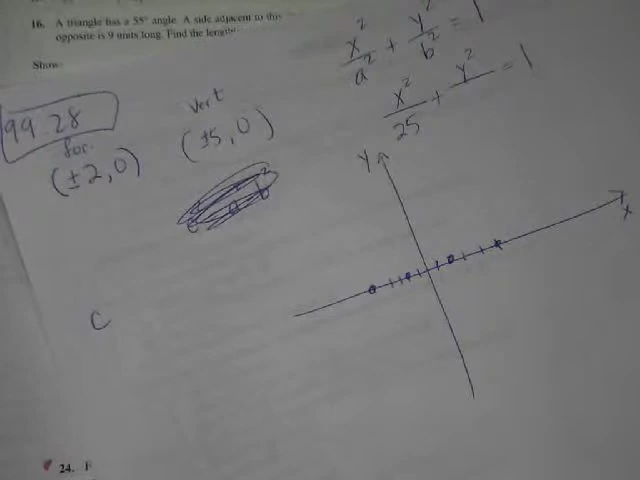 16. A triangle has a 55° angle. A side adjacent to this
opposite is 9 units long. Find the length
Show
x²/a² + y²/b² = 1
x²/25 + y²/ = 1
99.28
foc. vert
(±2,0) (±5,0)
y
x
C
24. F